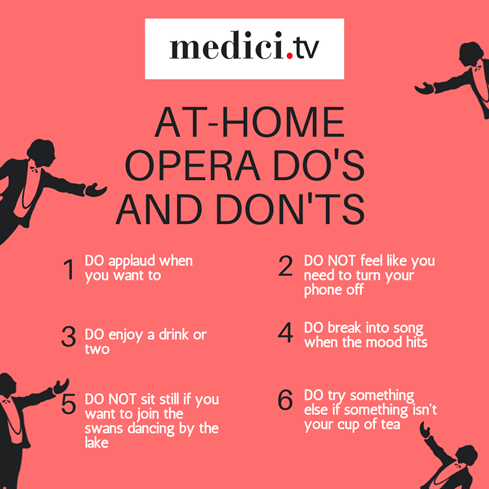 medici.tv
AT-HOME
OPERA DO'S
AND DON'TS
1 DO applaud when
you want to
2 DO NOT feel like you
need to turn your
phone off
3 DO enjoy a drink or
two
4 DO break into song
when the mood hits
5 DO NOT sit still if you
want to join the
swans dancing by the
lake
6 DO try something
else if something isn't
your cup of tea